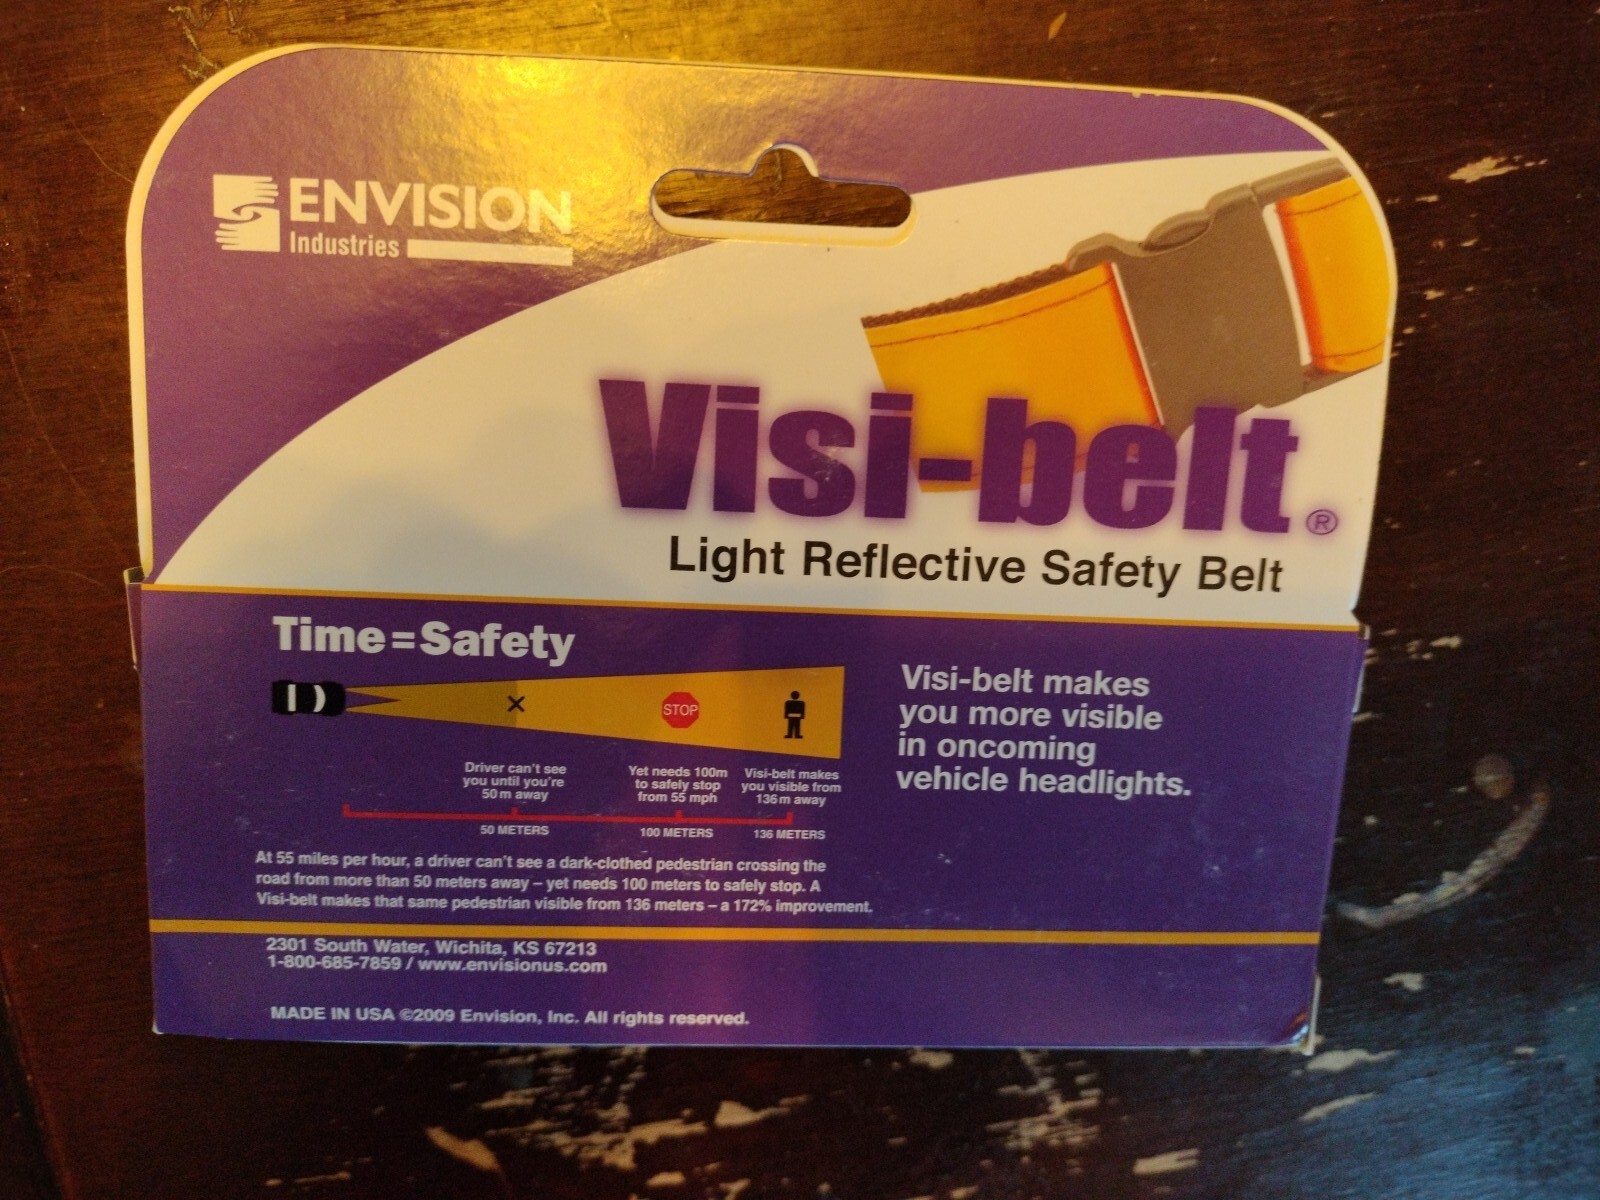 ENVISION
Industries
Visi-belt®
Light Reflective Safety Belt
Time=Safety
STOP
Driver can't see
you until you're
50m away
Yet needs 100m
to safely stop
from 55 mph
Visi-belt makes
you visible from
136m away
50 METERS
100 METERS
136 METERS
Visi-belt makes
you more visible
in oncoming
vehicle headlights.
At 55 miles per hour, a driver can't see a dark-clothed pedestrian crossing the
road from more than 50 meters away – yet needs 100 meters to safely stop. A
Visi-belt makes that same pedestrian visible from 136 meters – a 172% improvement.
2301 South Water, Wichita, KS 67213
1-800-685-7859 / www.envisionus.com
MADE IN USA ©2009 Envision, Inc. All rights reserved.